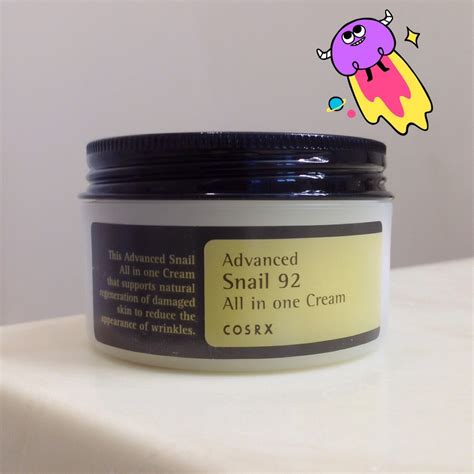 This Advanced Snail
All in one Cream
that supports natural
regeneration of damaged
skin to reduce the
appearance of wrinkles.
Advanced
Snail 92
All in one Cream
COSRX